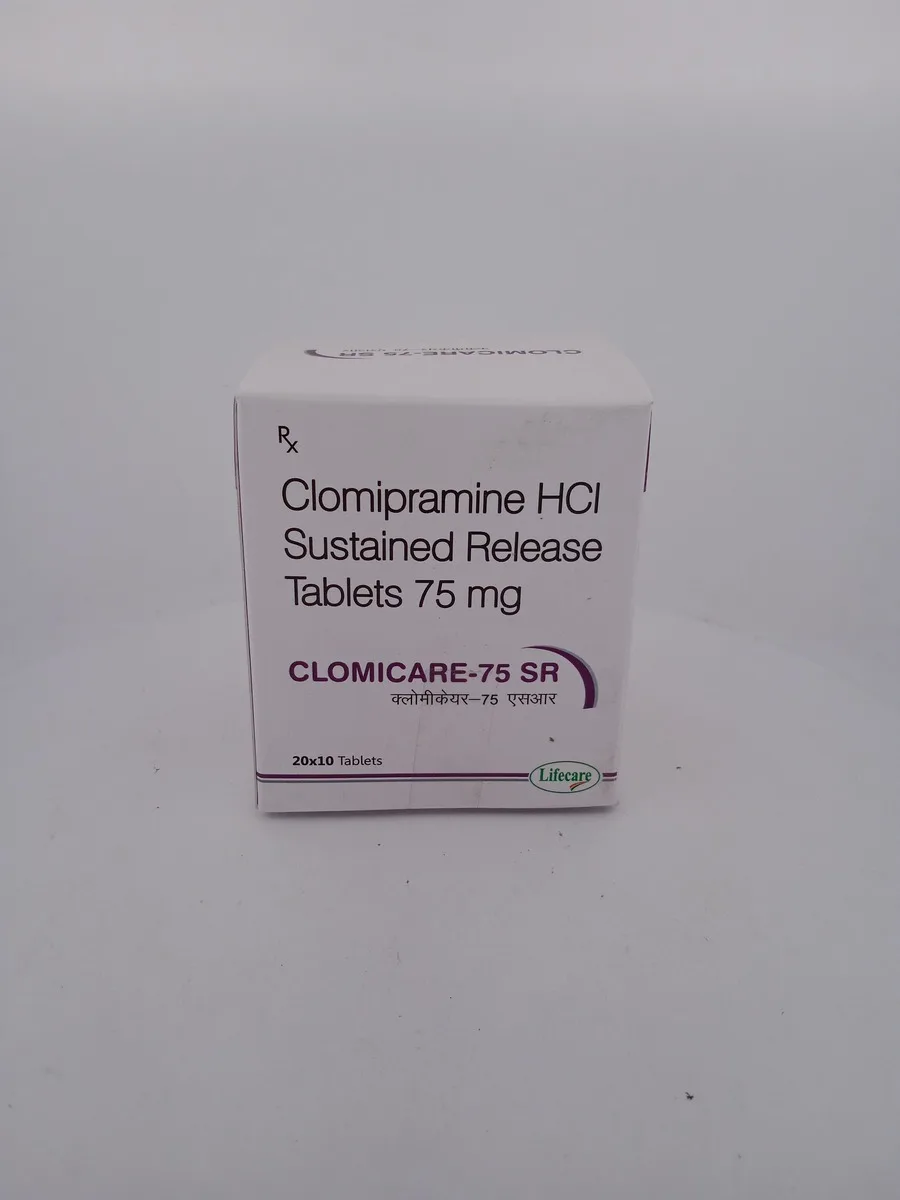 CLOMICARE-75 SR
Rx
Clomipramine HCl
Sustained Release
Tablets 75 mg
CLOMICARE-75 SR
क्लोमीकेयर–75 एसआर
20x10 Tablets
Lifecare